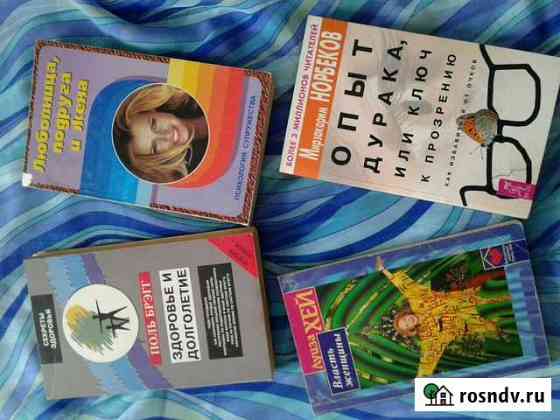 Любовница,
подруга
и жена
ПСИХОЛОГИЯ СУПРУЖЕСТВА
БОЛЕЕ 3 МИЛЛИОНОВ ЧИТАТЕЛЕЙ
Мирзакарим НОРБЕКОВ
ОПЫТ
ДУРАКА,
ИЛИ КЛЮЧ
К ПРОЗРЕНИЮ
КАК ИЗБАВИТЬСЯ ОТ ОЧКОВ
СЕКРЕТЫ
ЗДОРОВЬЯ
ПОЛЬ БРЭГГ
ЗДОРОВЬЕ И
ДОЛГОЛЕТИЕ
Луиза ХЕЙ
Власть
женщины
rosndv.ru